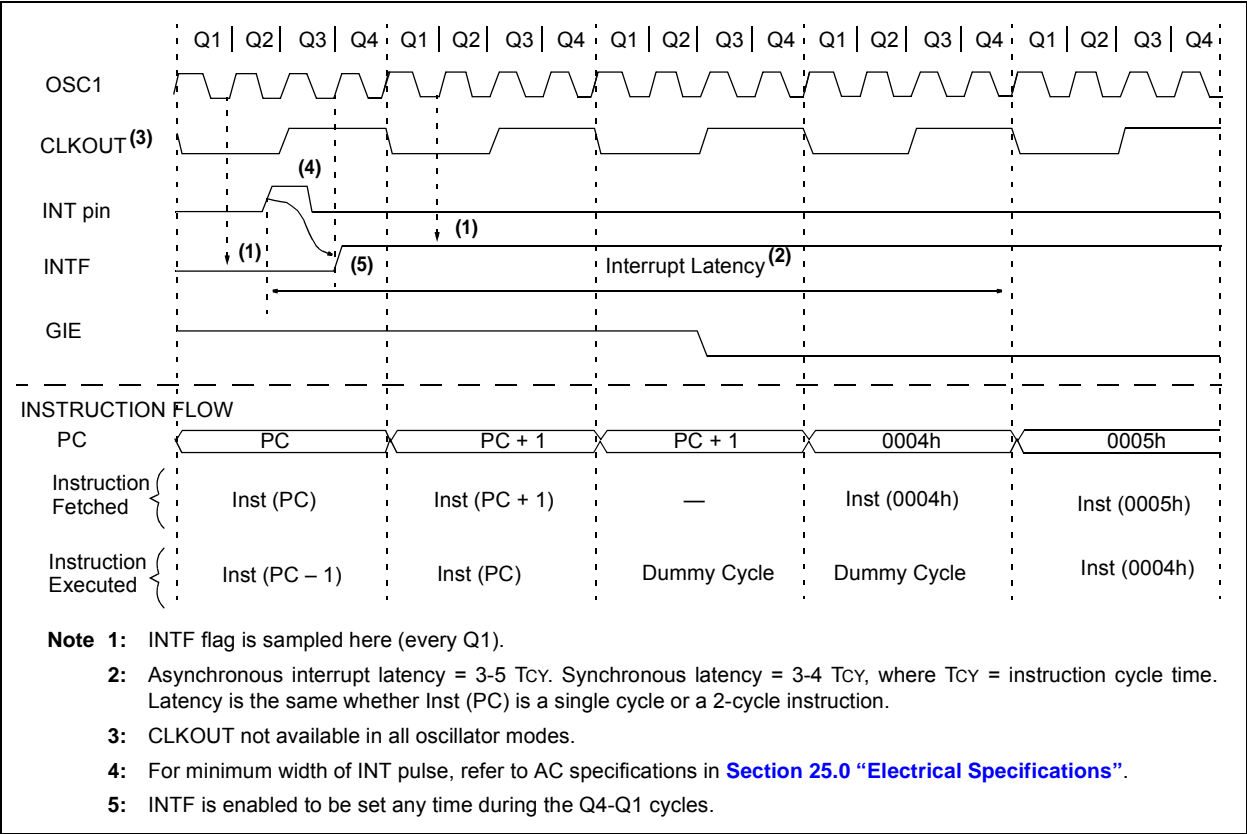 Q1 Q2 Q3 Q4 Q1 Q2 Q3 Q4 Q1 Q2 Q3 Q4 Q1 Q2 Q3 Q4 Q1 Q2 Q3 Q4
OSC1
CLKOUT(3)
(4)
INT pin
(1)
(1)
INTF
(5)
Interrupt Latency(2)
GIE
INSTRUCTION FLOW
PC PC PC + 1 PC + 1 0004h 0005h
Instruction
Fetched
Inst (PC) Inst (PC + 1) — Inst (0004h) Inst (0005h)
Instruction
Executed
Inst (PC – 1) Inst (PC) Dummy Cycle Dummy Cycle Inst (0004h)
Note 1: INTF flag is sampled here (every Q1).
2: Asynchronous interrupt latency = 3-5 TCY. Synchronous latency = 3-4 TCY, where TCY = instruction cycle time.
Latency is the same whether Inst (PC) is a single cycle or a 2-cycle instruction.
3: CLKOUT not available in all oscillator modes.
4: For minimum width of INT pulse, refer to AC specifications in Section 25.0 “Electrical Specifications”.
5: INTF is enabled to be set any time during the Q4-Q1 cycles.